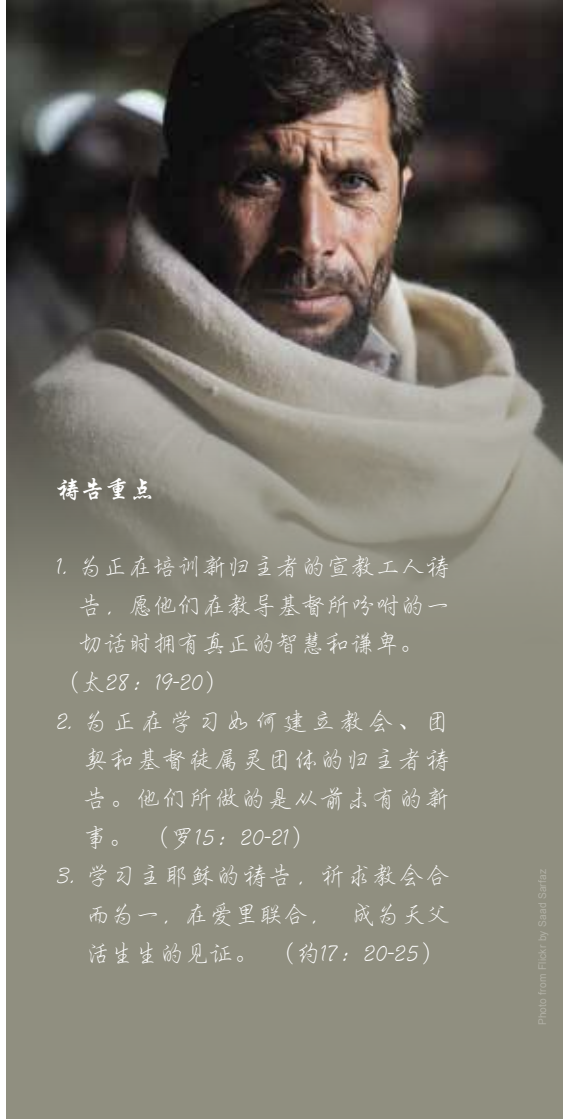 祷告重点
1. 为正在培训新归主者的宣教工人祷
告，愿他们在教导基督所吩咐的一
切话时拥有真正的智慧和谦卑。
（太28：19-20）
2. 为正在学习如何建立教会、团
契和基督徒属灵团体的归主者祷
告。他们所做的是从前未有的新
事。 （罗15：20-21）
3. 学习主耶稣的祷告，祈求教会合
而为一，在爱里联合， 成为天父
活生生的见证。 （约17：20-25）
Photo from Flickr by Saad Sarfaz